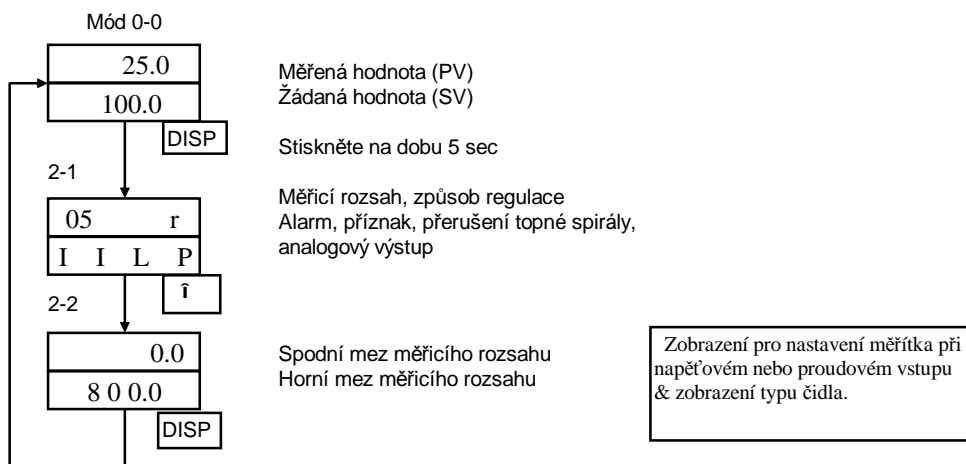 Mód 0-0
25.0
Měřená hodnota (PV)
100.0
Žádaná hodnota (SV)
DISP
Stiskněte na dobu 5 sec
2-1
Měřicí rozsah, způsob regulace
05 r
Alarm, příznak, přerušení topné spirály,
I I L P
analogový výstup
Î
2-2
0.0
Spodní mez měřicího rozsahu
8 0 0.0
Horní mez měřicího rozsahu
DISP
Zobrazení pro nastavení měřítka při
napěťovém nebo proudovém vstupu
& zobrazení typu čidla.